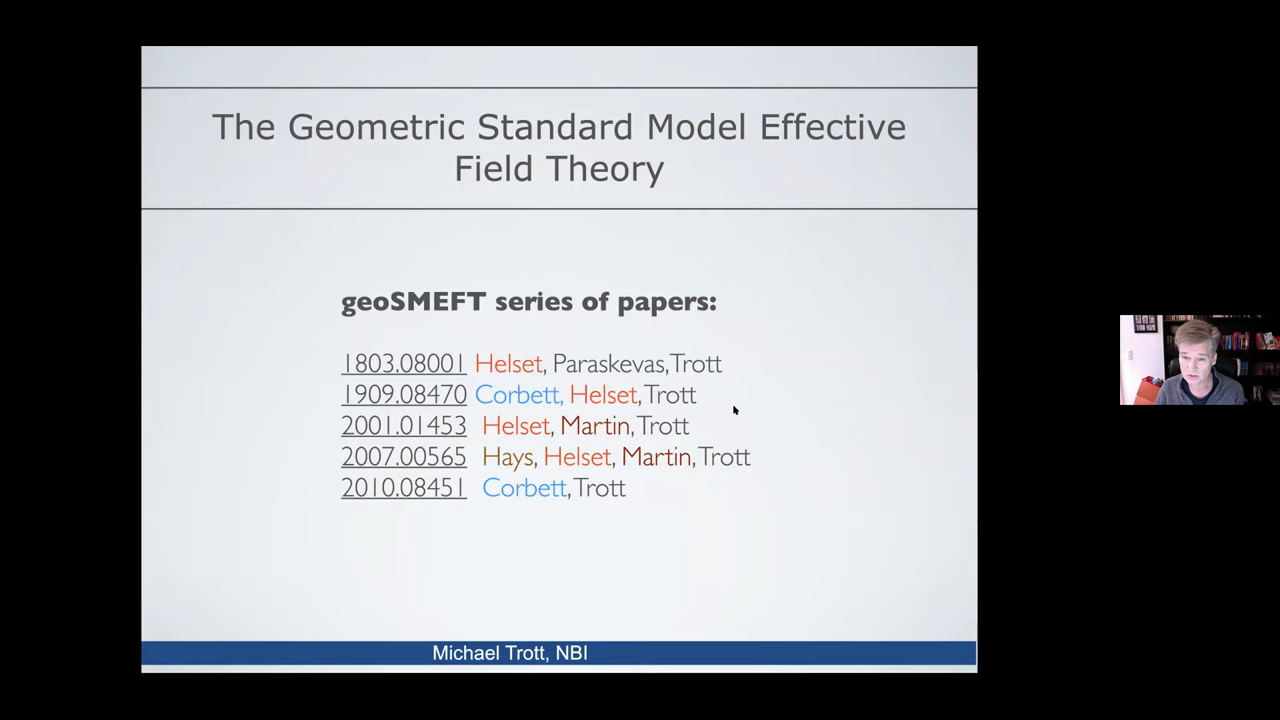 The Geometric Standard Model Effective
Field Theory
geoSMEFT series of papers:
1803.08001 Helset, Paraskevas, Trott
1909.08470 Corbett, Helset, Trott
2001.01453 Helset, Martin, Trott
2007.00565 Hays, Helset, Martin, Trott
2010.08451 Corbett, Trott
Michael Trott, NBI